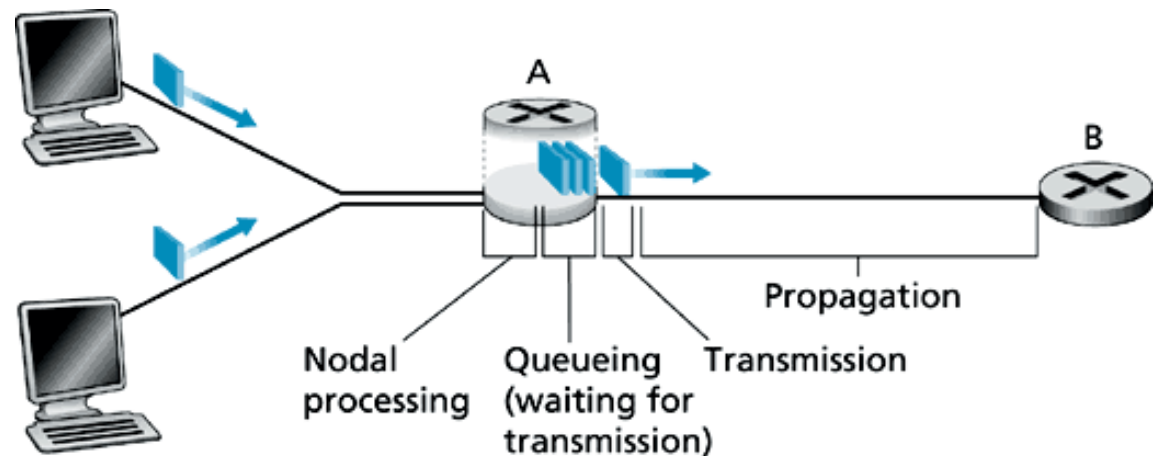 A
B
Propagation
Nodal
processing
Queueing
(waiting for
transmission)
Transmission